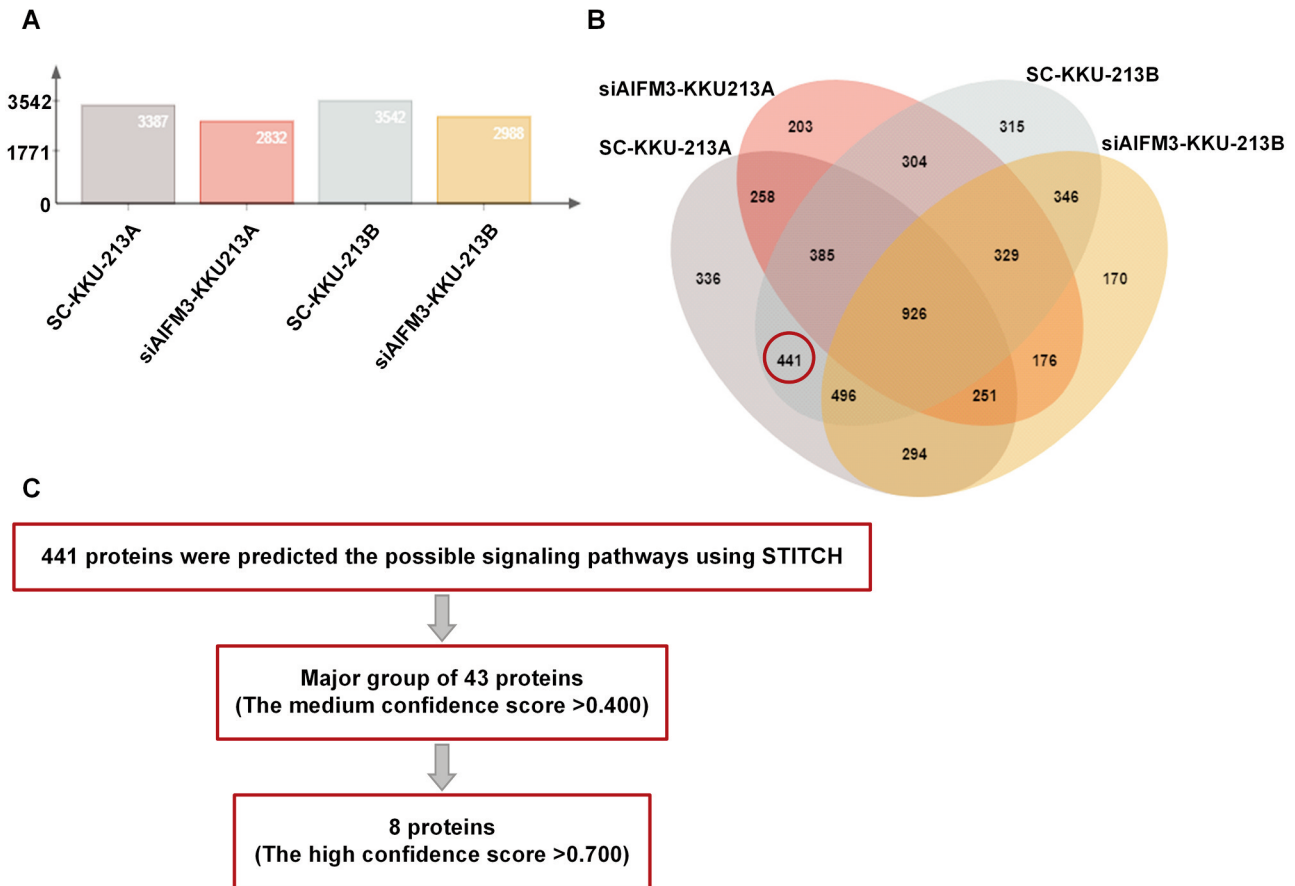 A
3542
1771
0
3387
2832
3542
2988
SC-KKU-213A
siAIFM3-KKU213A
SC-KKU-213B
siAIFM3-KKU-213B
B
SC-KKU-213B
siAIFM3-KKU213A
siAIFM3-KKU-213B
SC-KKU-213A
203
315
304
258
346
385
329
336
170
926
441
176
496
251
294
C
441 proteins were predicted the possible signaling pathways using STITCH
Major group of 43 proteins
(The medium confidence score >0.400)
8 proteins
(The high confidence score >0.700)